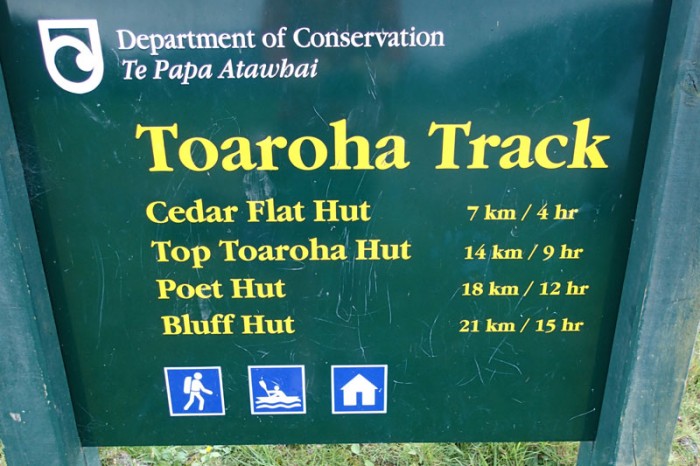 Department of Conservation
Te Papa Atawhai
Toaroha Track
Cedar Flat Hut 7 km / 4 hr
Top Toaroha Hut 14 km / 9 hr
Poet Hut 18 km / 12 hr
Bluff Hut 21 km / 15 hr